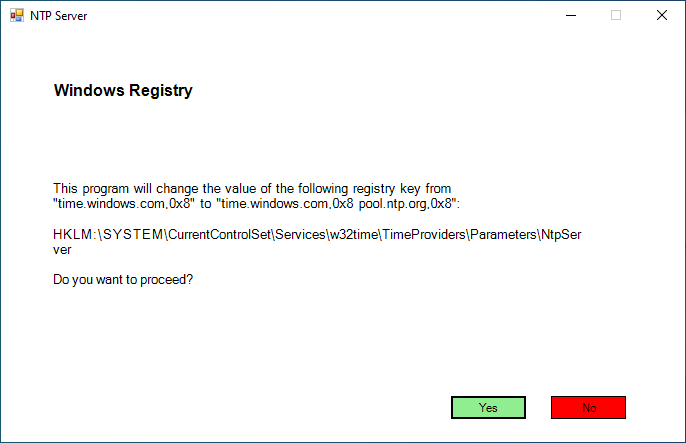 NTP Server
Windows Registry
This program will change the value of the following registry key from
"time.windows.com,0x8" to "time.windows.com,0x8 pool.ntp.org,0x8":
HKLM:\SYSTEM\CurrentControlSet\Services\w32time\TimeProviders\Parameters\NtpSer
ver
Do you want to proceed?
Yes No